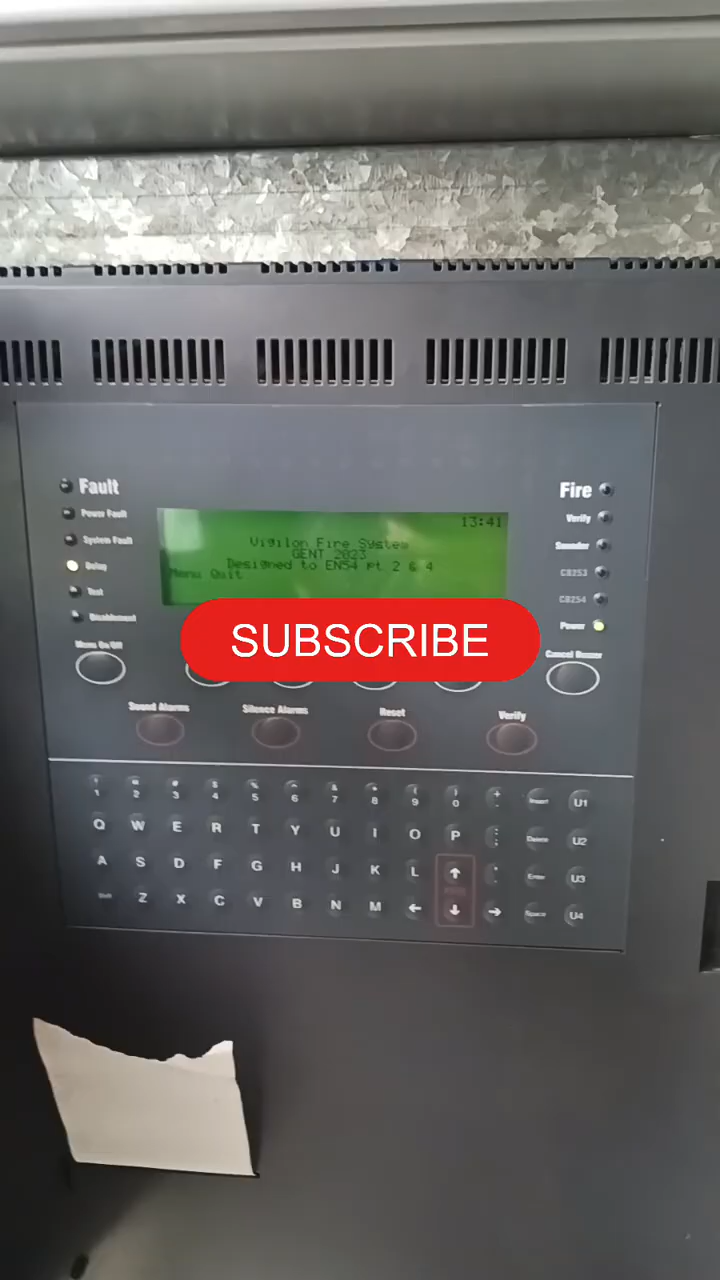 Fault
Power Fault
System Fault
Delay
Test
Disablement
Menu On/Off
13:41
Vigilon Fire System
GENT 2023
Designed to EN54 pt 2 & 4
Menu Quit
Fire
Verify
Sounder
CB253
CB254
Power
Cancel Buzzer
SUBSCRIBE
Sound Alarms
Silence Alarms
Reset
Verify
1 2 3 4 5 6 7 8 9 0 Insert U1
Q W E R T Y U I O P Delete U2
A S D F G H J K L ↑ Enter U3
Shift Z X C V B N M ← ↓ → Space U4